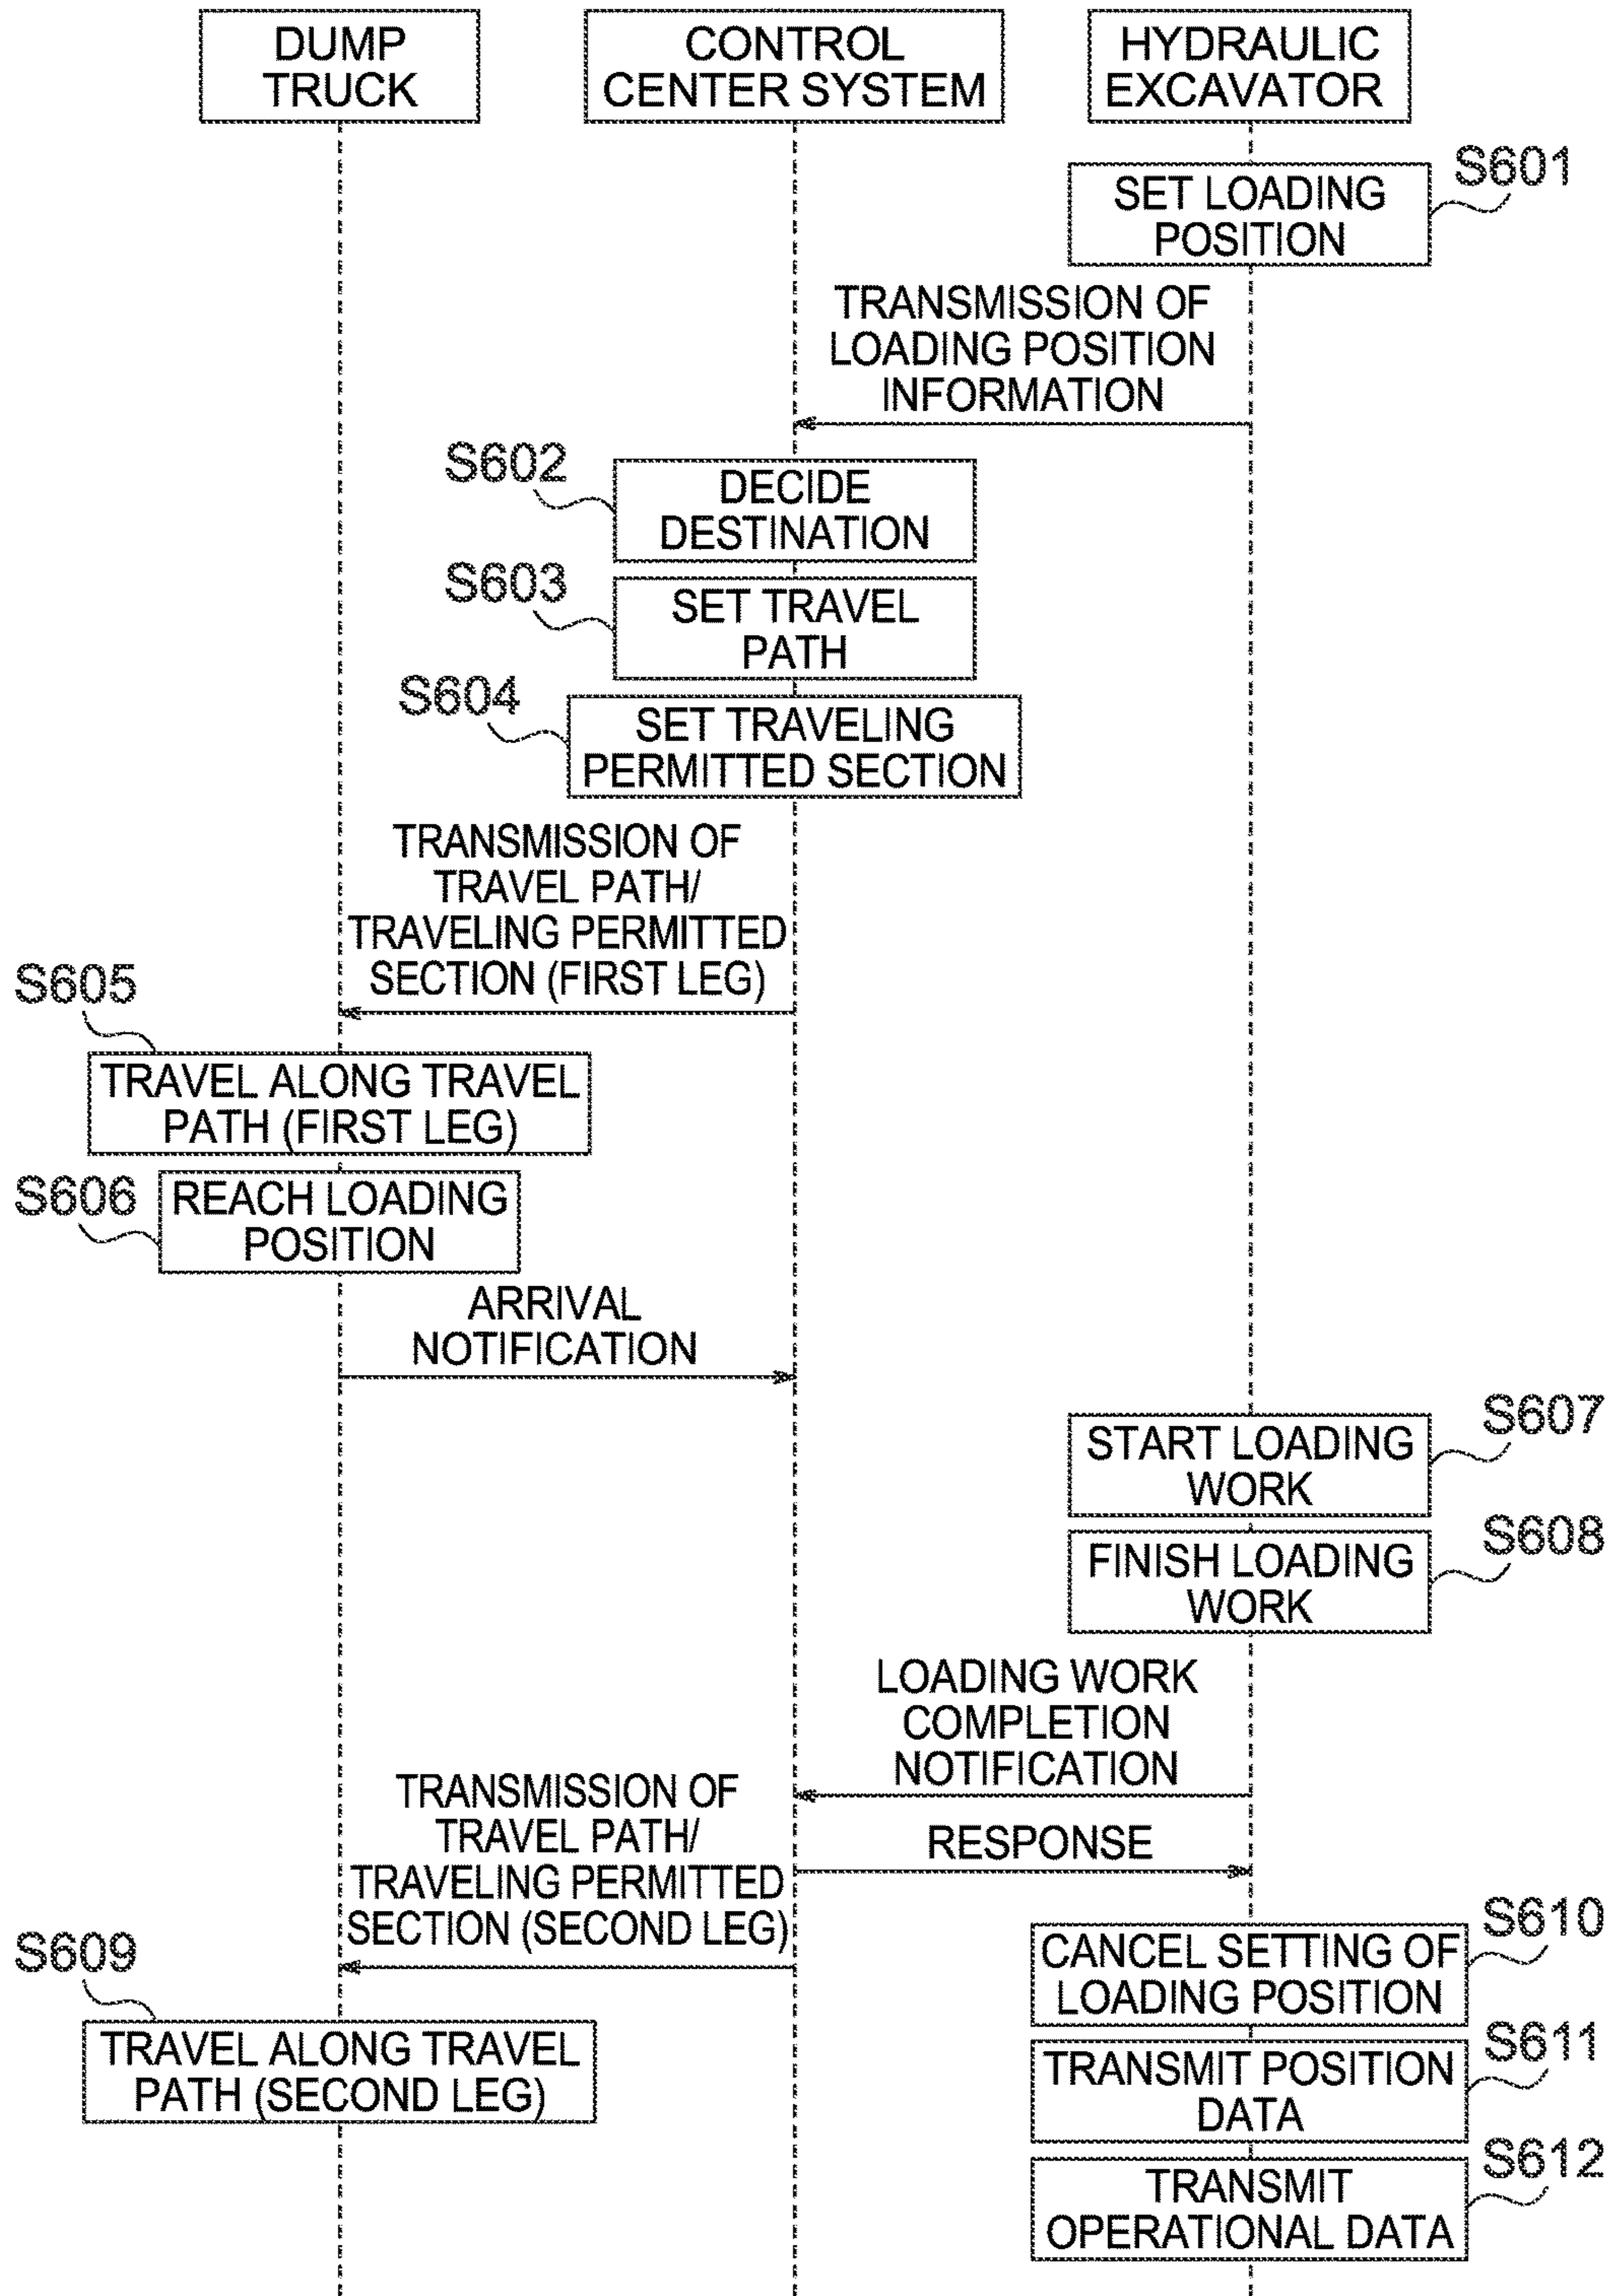 DUMP
TRUCK
CONTROL
CENTER SYSTEM
HYDRAULIC
EXCAVATOR
S601
SET LOADING
POSITION
TRANSMISSION OF
LOADING POSITION
INFORMATION
S602
DECIDE
DESTINATION
S603
SET TRAVEL
PATH
S604
SET TRAVELING
PERMITTED SECTION
TRANSMISSION OF
TRAVEL PATH/
TRAVELING PERMITTED
SECTION (FIRST LEG)
S605
TRAVEL ALONG TRAVEL
PATH (FIRST LEG)
S606
REACH LOADING
POSITION
ARRIVAL
NOTIFICATION
S607
START LOADING
WORK
S608
FINISH LOADING
WORK
LOADING WORK
COMPLETION
NOTIFICATION
TRANSMISSION OF
TRAVEL PATH/
TRAVELING PERMITTED
SECTION (SECOND LEG)
RESPONSE
S610
CANCEL SETTING OF
LOADING POSITION
S609
TRAVEL ALONG TRAVEL
PATH (SECOND LEG)
S611
TRANSMIT POSITION
DATA
S612
TRANSMIT
OPERATIONAL DATA